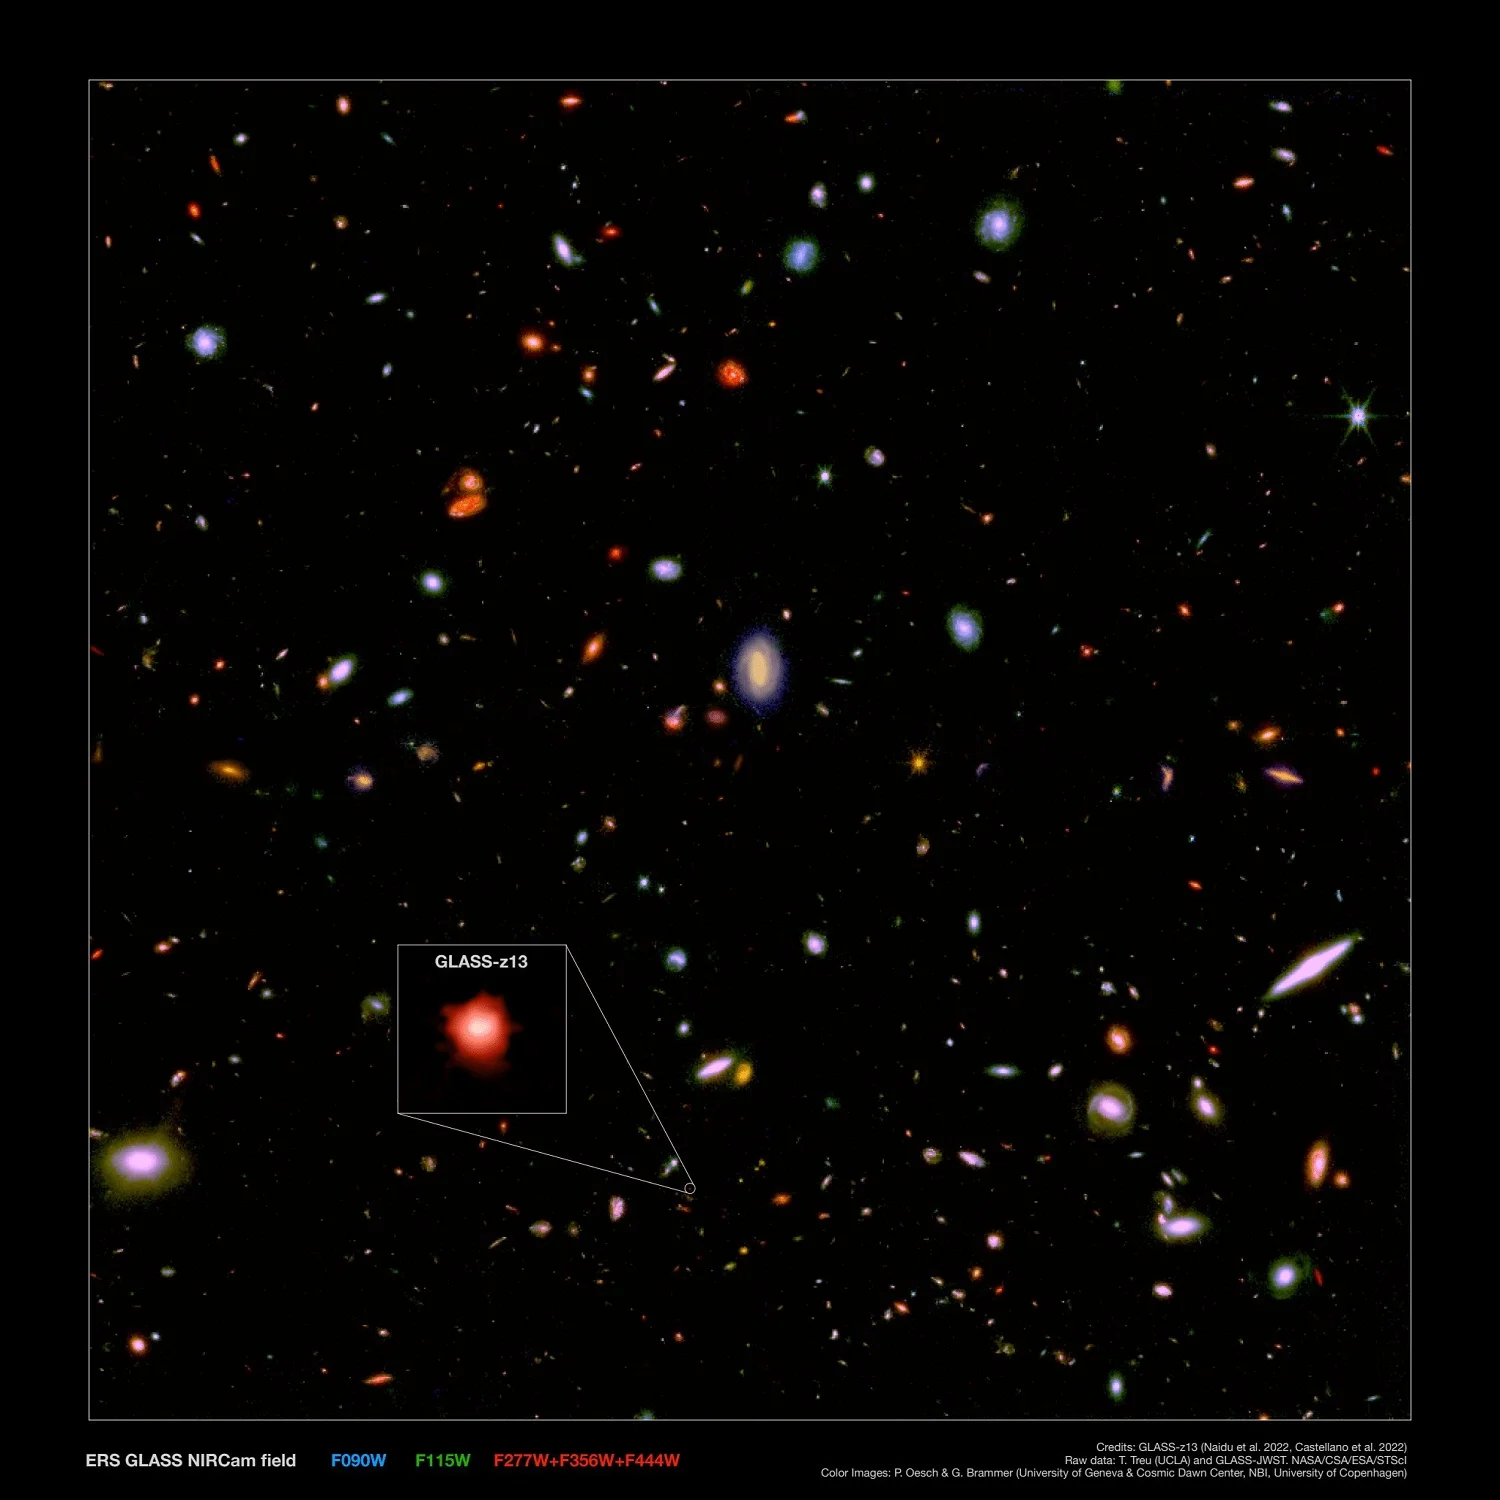 GLASS-z13
ERS GLASS NIRCam field F090W F115W F277W+F356W+F444W
Credits: GLASS-z13 (Naidu et al. 2022, Castellano et al. 2022)
Raw data: T. Treu (UCLA) and GLASS-JWST. NASA/CSA/ESA/STScI
Color Images: P. Oesch & G. Brammer (University of Geneva & Cosmic Dawn Center, NBI, University of Copenhagen)